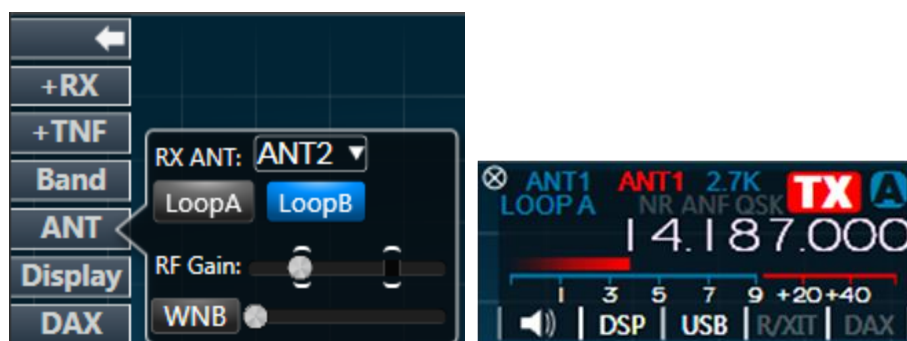 +RX
+TNF
Band
ANT
Display
DAX
RX ANT: ANT2
LoopA LoopB
RF Gain:
WNB
ANT1 ANT1 2.7K TX A
LOOP A NR ANF QSK
14.187.000
1 3 5 7 9 +20 +40
DSP USB R/XIT DAX